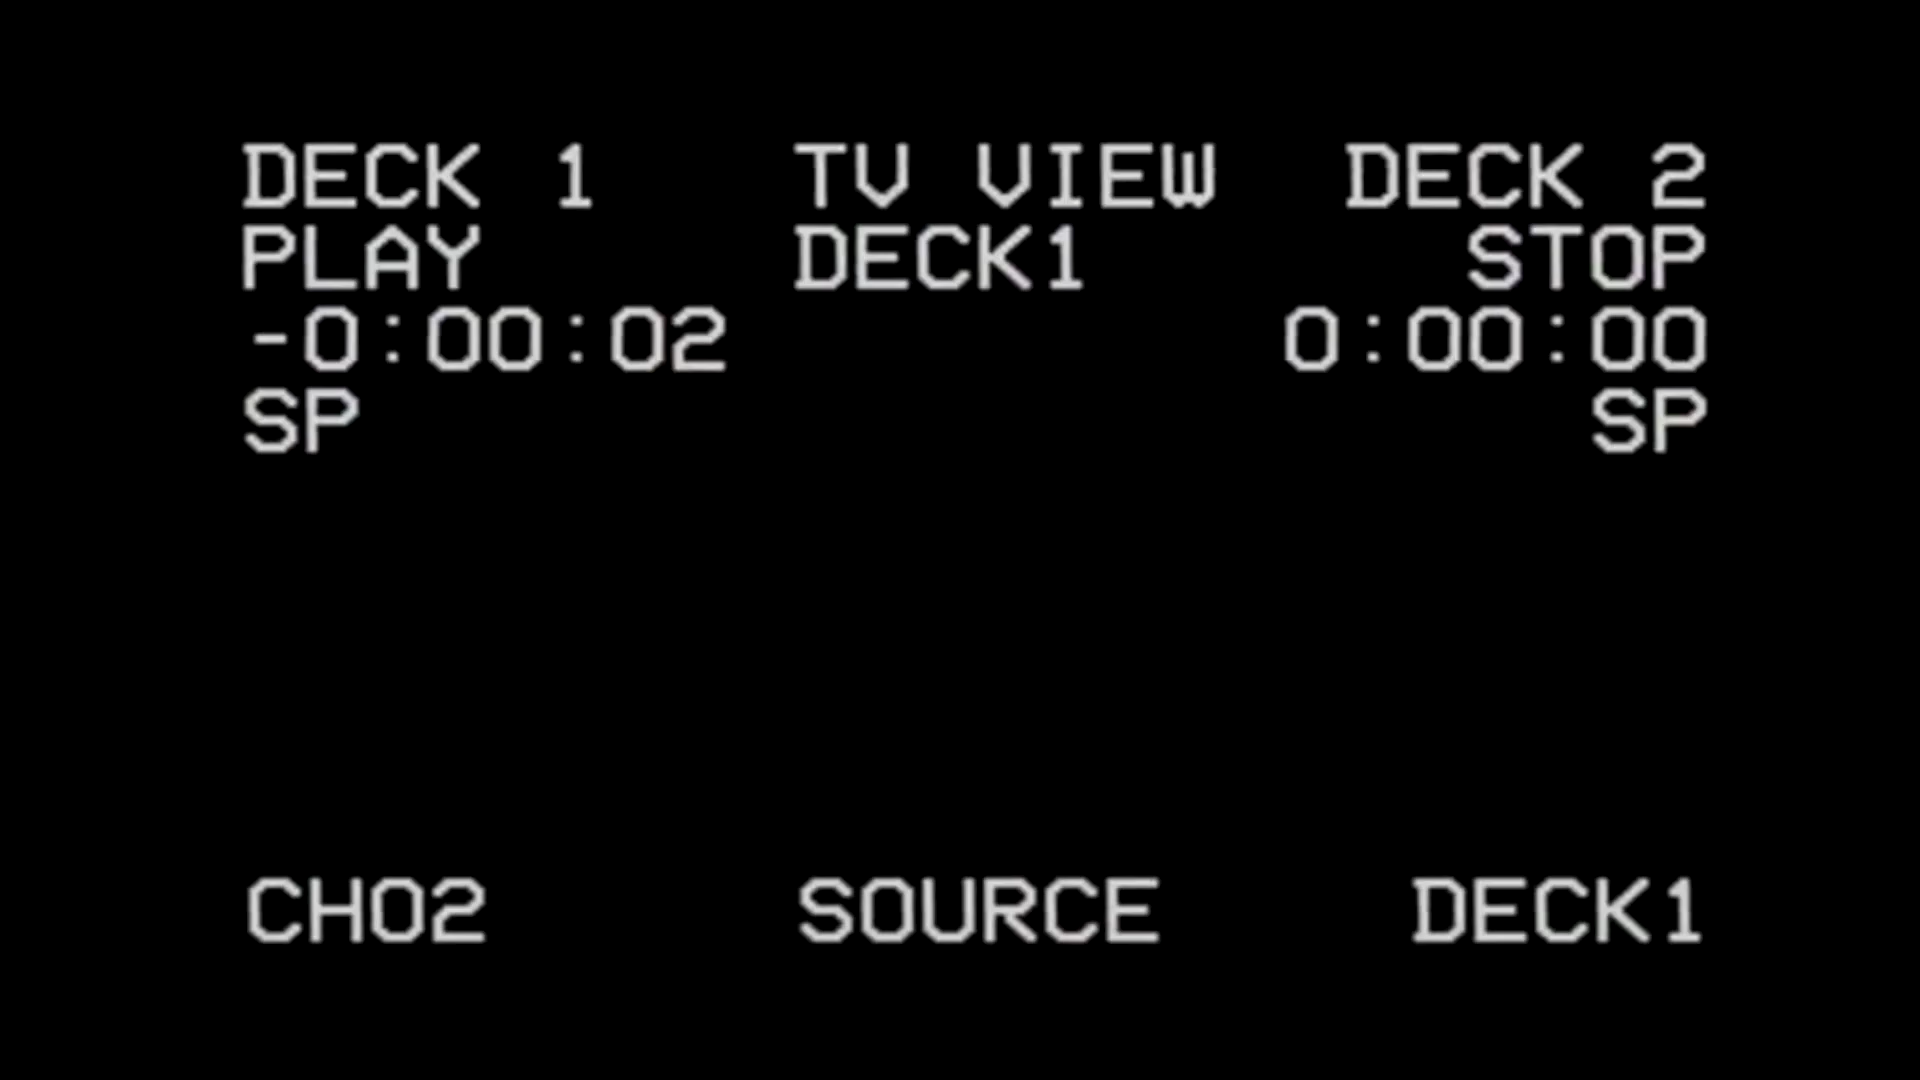 DECK 1 TV VIEW DECK 2
PLAY DECK1 STOP
-0:00:02 0:00:00
SP SP
CH02 SOURCE DECK1